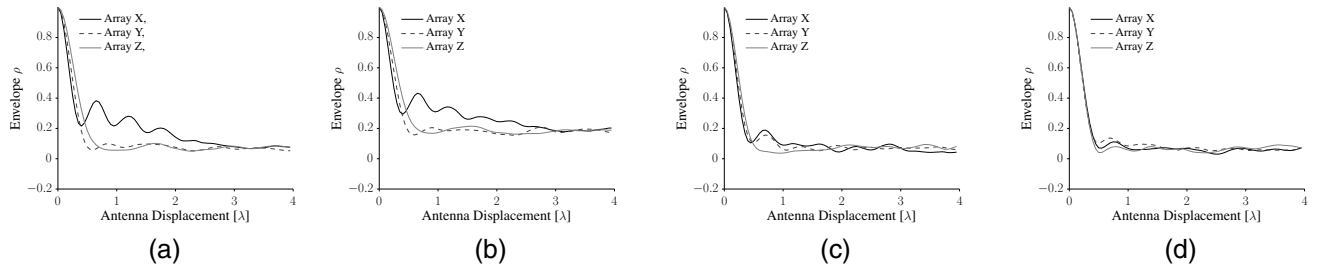 Array X,
Array Y,
Array Z,
0.8
0.6
0.4
0.2
0
−0.2
Envelope ρ
0 1 2 3 4
Antenna Displacement [λ]
(a)
Array X
Array Y
Array Z
0.8
0.6
0.4
0.2
0
−0.2
Envelope ρ
0 1 2 3 4
Antenna Displacement [λ]
(b)
Array X
Array Y
Array Z
0.8
0.6
0.4
0.2
0
−0.2
Envelope ρ
0 1 2 3 4
Antenna Displacement [λ]
(c)
Array X
Array Y
Array Z
0.8
0.6
0.4
0.2
0
−0.2
Envelope ρ
0 1 2 3 4
Antenna Displacement [λ]
(d)